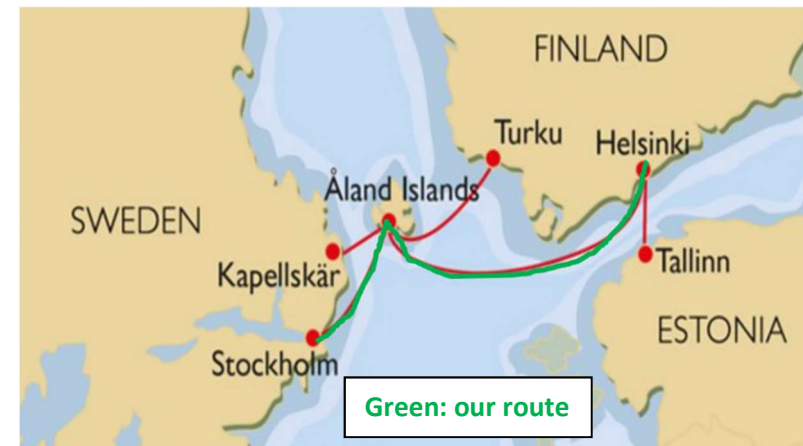 FINLAND
Turku
Helsinki
Åland Islands
SWEDEN
Kapellskär
Tallinn
ESTONIA
Stockholm
Green: our route